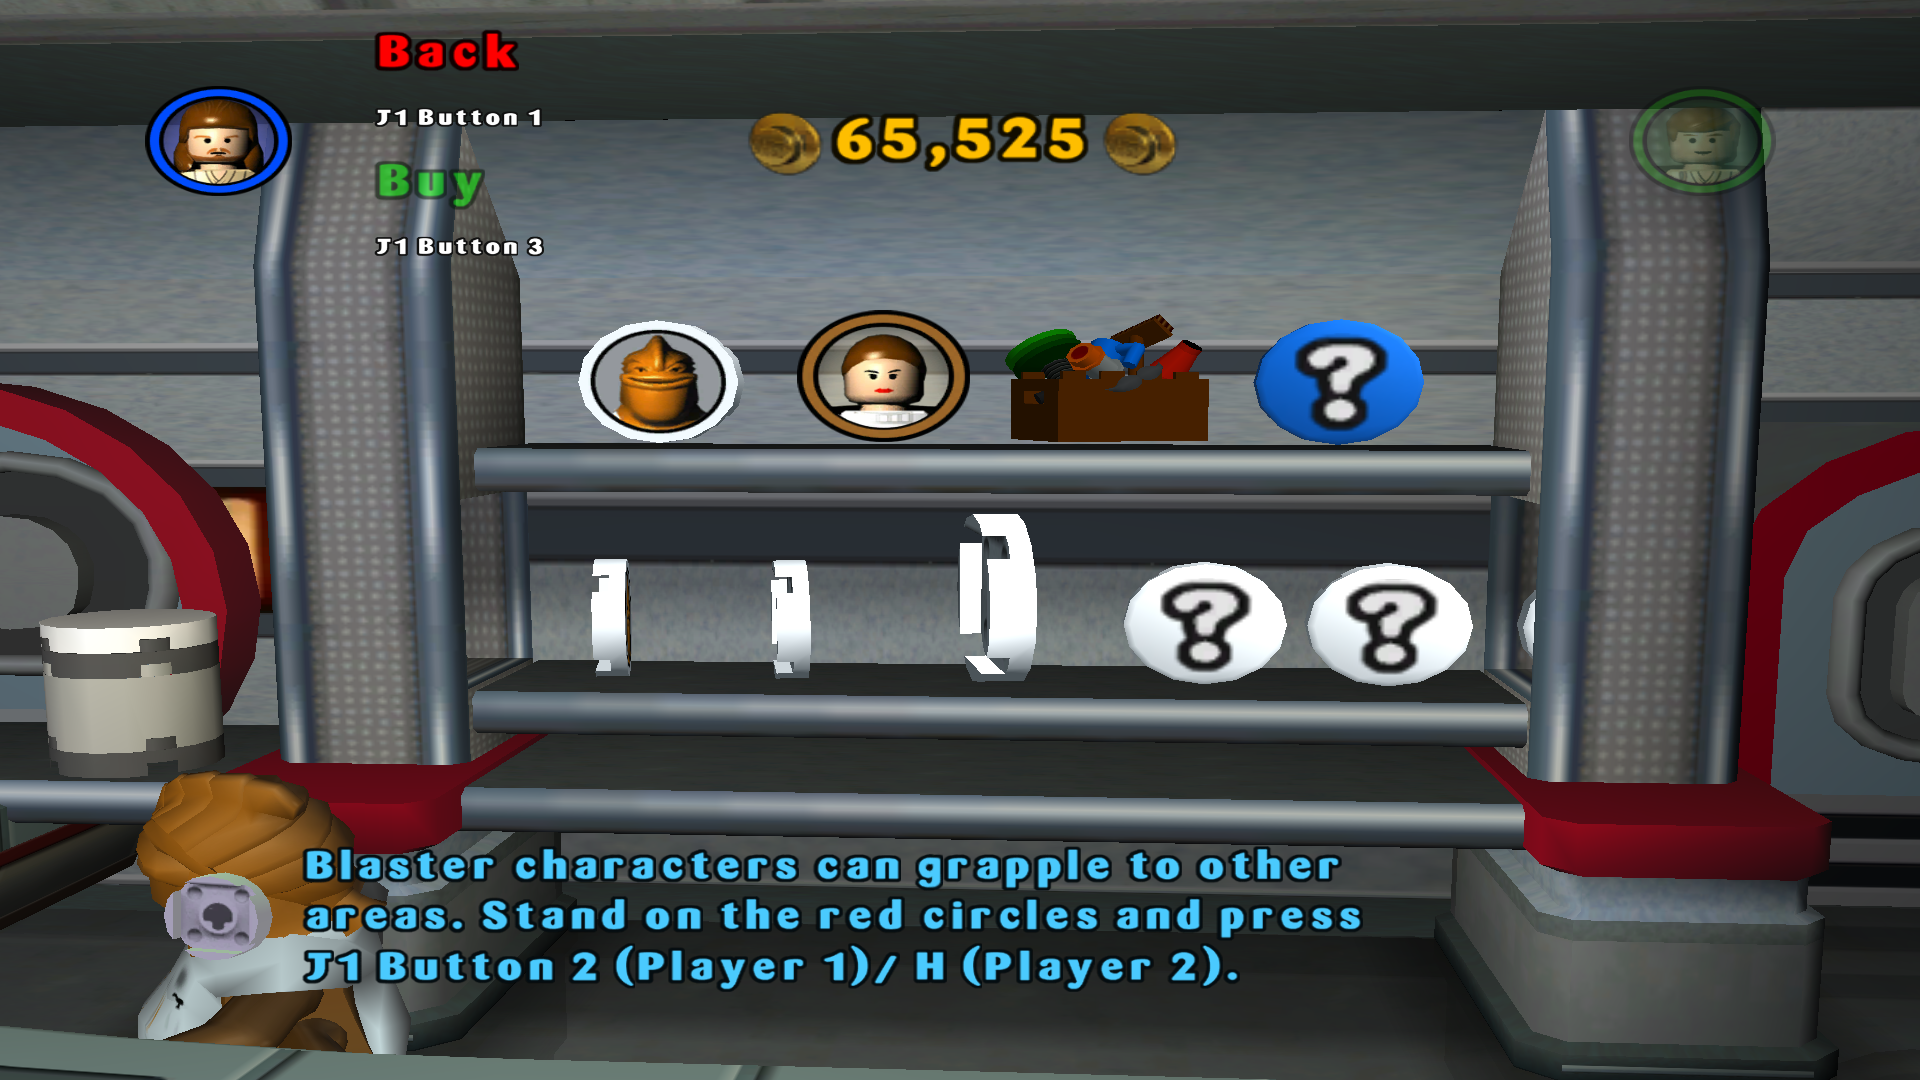 Back
J1 Button 1
65,525
Buy
J1 Button 3
?
? ?
Blaster characters can grapple to other
areas. Stand on the red circles and press
J1 Button 2 (Player 1)/ H (Player 2).